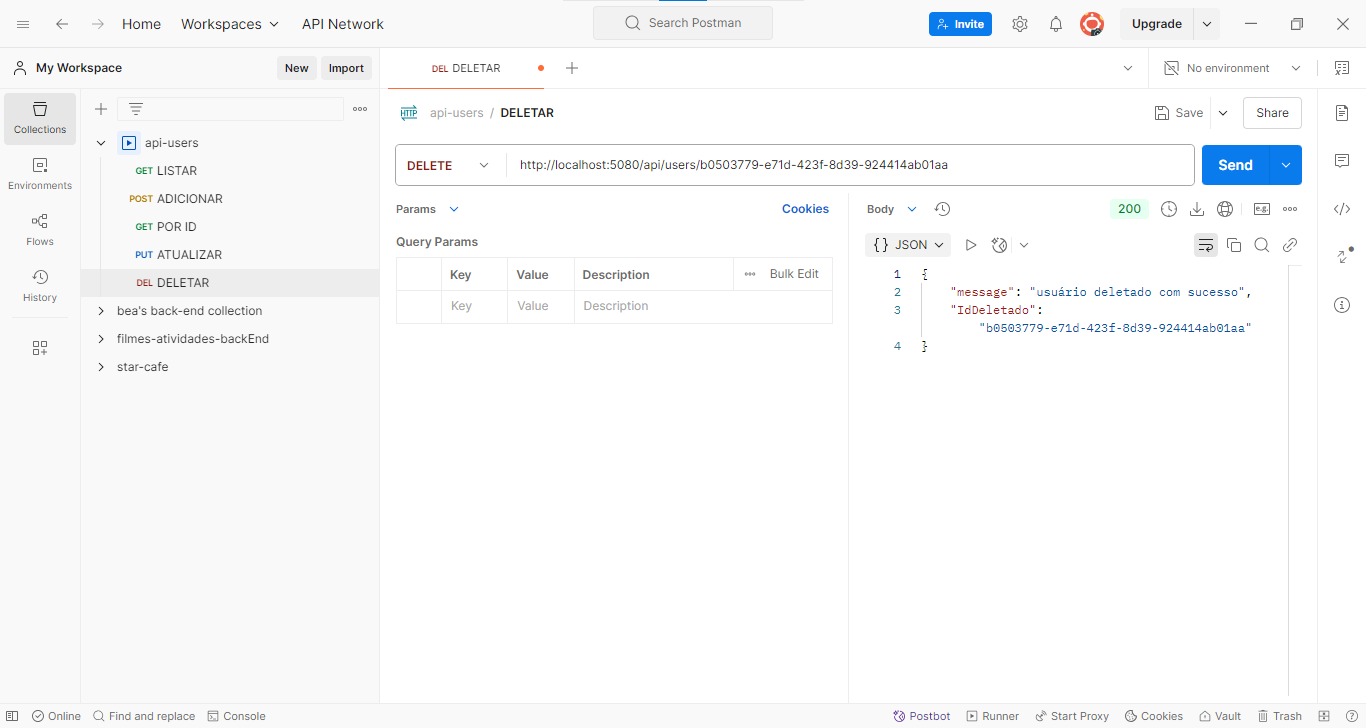 Home Workspaces API Network Search Postman Invite Upgrade
My Workspace New Import DEL DELETAR No environment
Collections
Environments
Flows
History
api-users
GET LISTAR
POST ADICIONAR
GET POR ID
PUT ATUALIZAR
DEL DELETAR
bea's back-end collection
filmes-atividades-backEnd
star-cafe
HTTP api-users / DELETAR Save Share
DELETE http://localhost:5080/api/users/b0503779-e71d-423f-8d39-924414ab01aa Send
Params Cookies
Query Params
Key Value Description Bulk Edit
Key Value Description
Body 200 e.g.
{} JSON
1 {
2 "message": "usuário deletado com sucesso",
3 "IdDeletado":
"b0503779-e71d-423f-8d39-924414ab01aa"
4 }
Online Find and replace Console Postbot Runner Start Proxy Cookies Vault Trash